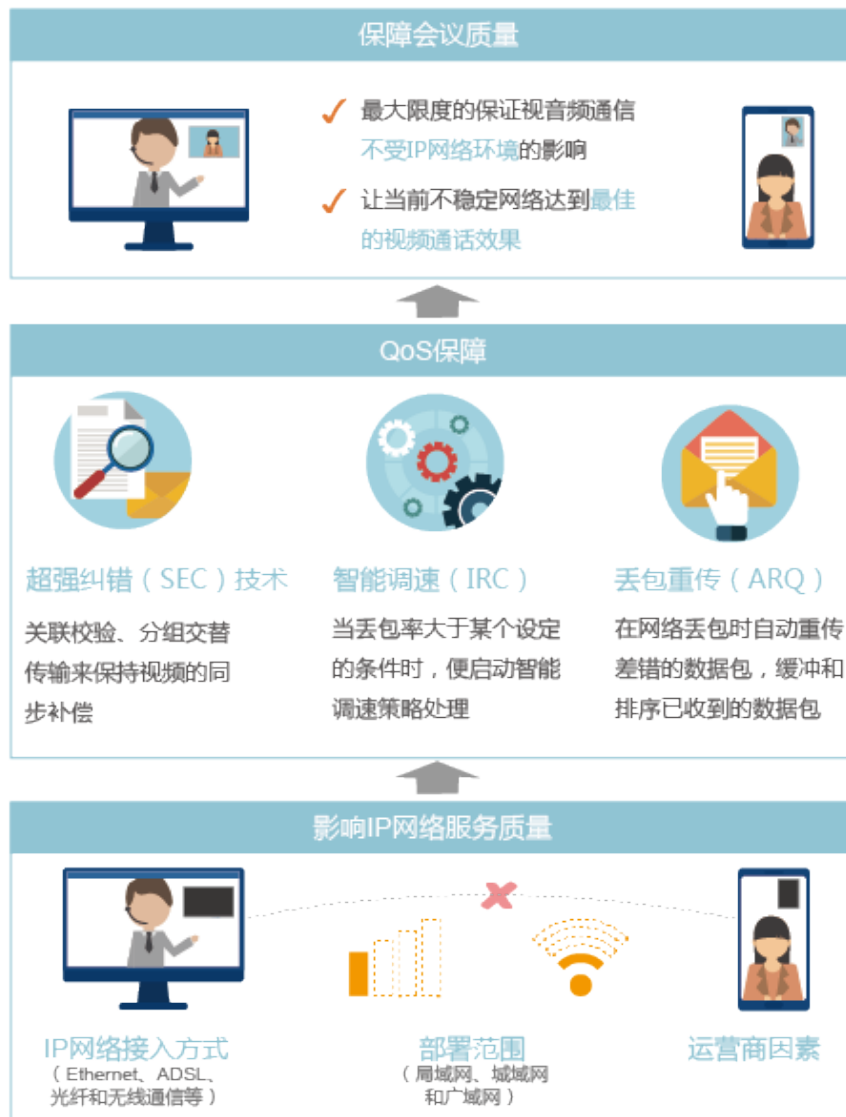 保障会议质量
最大限度的保证视音频通信
不受IP网络环境的影响
让当前不稳定网络达到最佳
的视频通话效果
QoS保障
超强纠错（SEC）技术
关联校验、分组交替
传输来保持视频的同
步补偿
智能调速（IRC）
当丢包率大于某个设定
的条件时，便启动智能
调速策略处理
丢包重传（ARQ）
在网络丢包时自动重传
差错的数据包，缓冲和
排序已收到的数据包
影响IP网络服务质量
IP网络接入方式
（Ethernet、ADSL、
光纤和无线通信等）
部署范围
（局域网、城域网
和广域网）
运营商因素